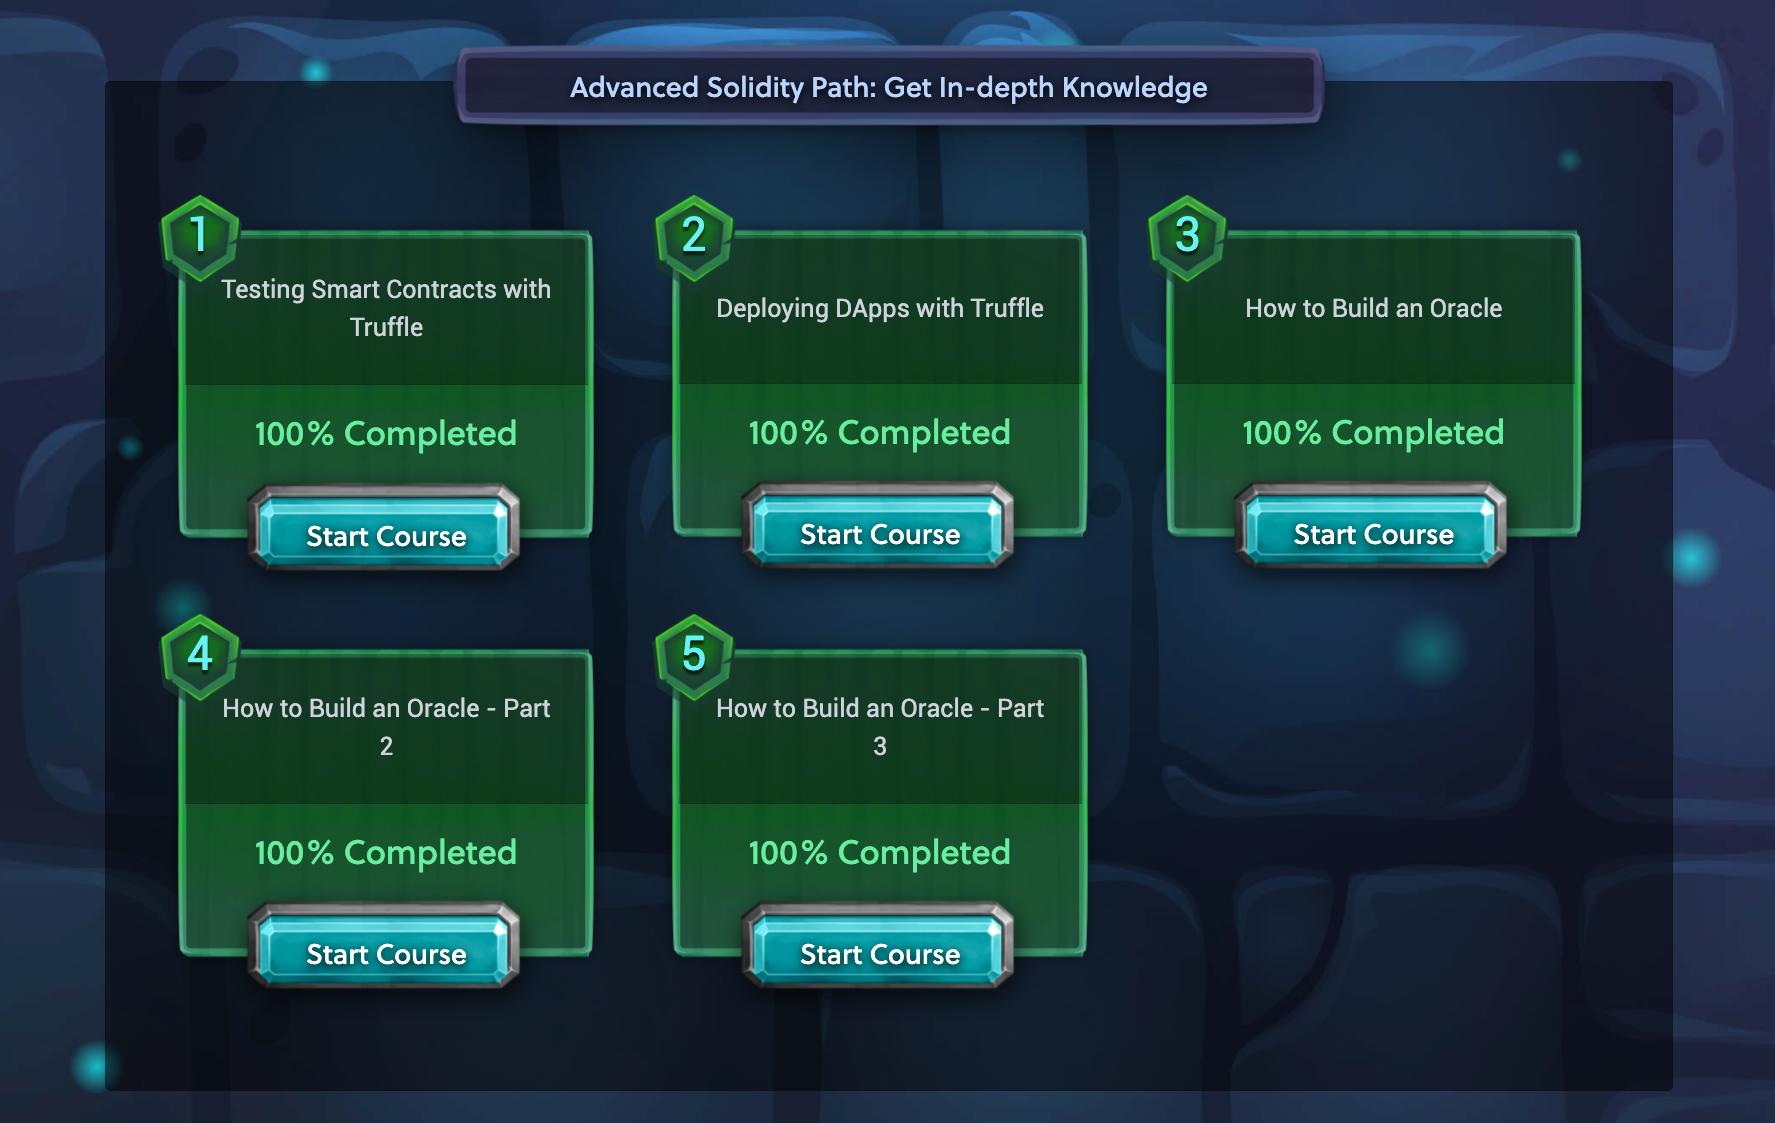 Advanced Solidity Path: Get In-depth Knowledge
1
Testing Smart Contracts with
Truffle
100% Completed
Start Course
2
Deploying DApps with Truffle
100% Completed
Start Course
3
How to Build an Oracle
100% Completed
Start Course
4
How to Build an Oracle - Part
2
100% Completed
Start Course
5
How to Build an Oracle - Part
3
100% Completed
Start Course